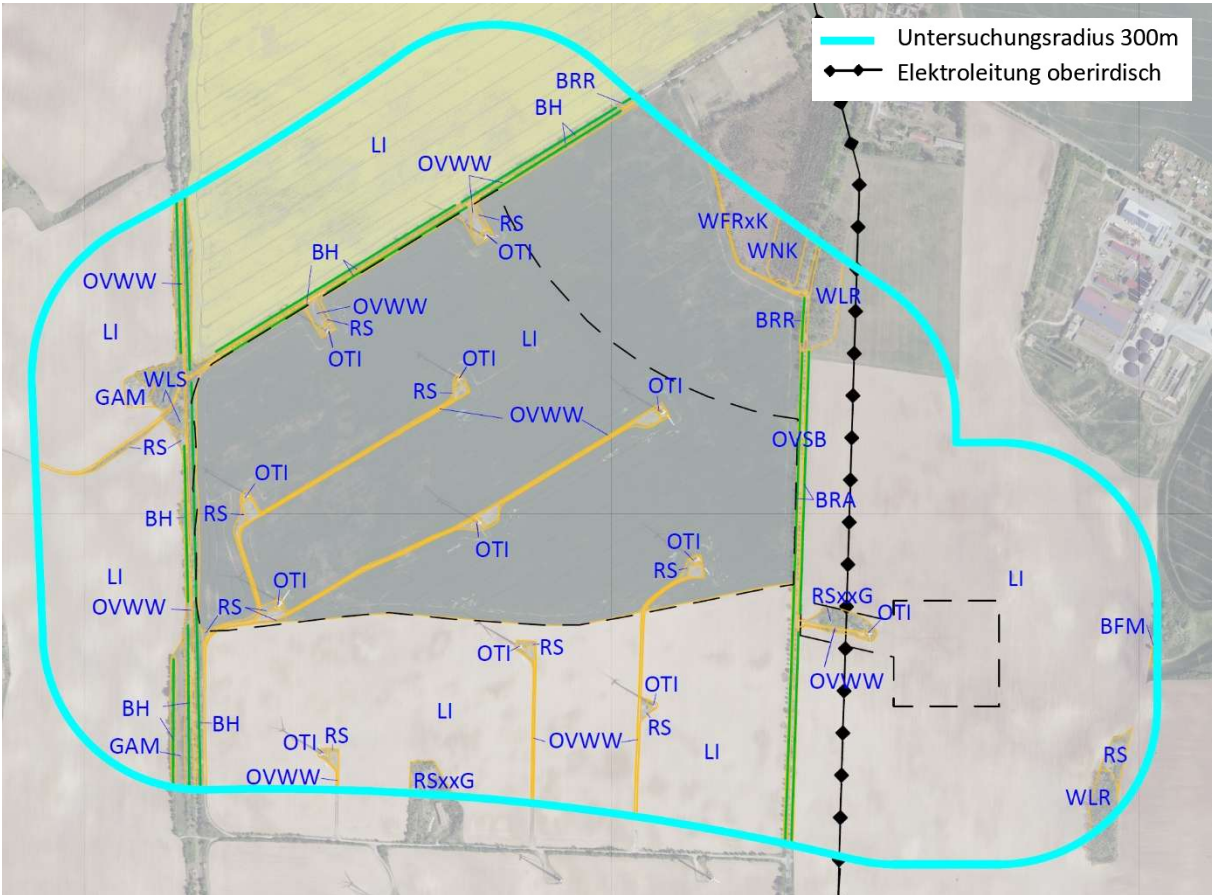 Untersuchungsradius 300m
Elektroleitung oberirdisch
BRR
BH
LI
OVWW
RS
OTI
WFRxK
WNK
BH
OVWW
WLR
OVWW
RS
BRR
LI
OTI
LI
OTI
OTI
WLS
RS
GAM
OVWW
OVSB
RS
OTI
BRA
RS
BH
OTI
OTI
LI
RS
LI
OTI
RS
RSxxG
OTI
OVWW
BFM
OTI
RS
OVWW
OTI
BH
BH
LI
RS
RS
OTI
GAM
OVWW
LI
RS
OVWW
RSxxG
WLR